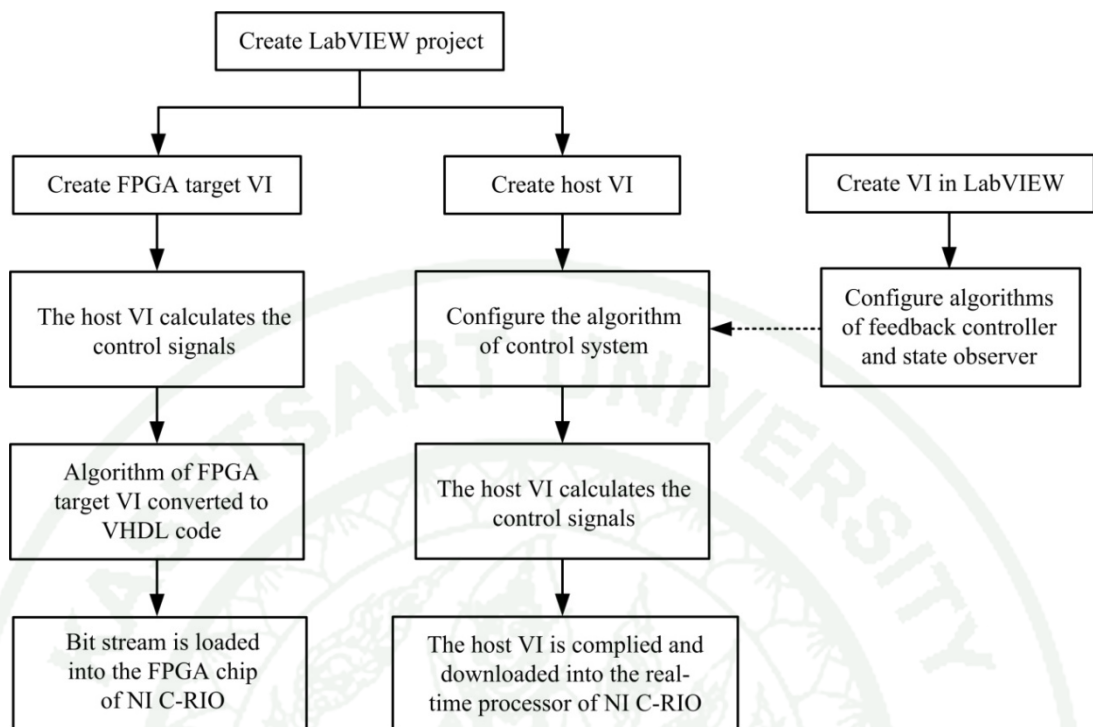 Create LabVIEW project
Create FPGA target VI
Create host VI
Create VI in LabVIEW
The host VI calculates the
control signals
Configure the algorithm
of control system
Configure algorithms
of feedback controller
and state observer
Algorithm of FPGA
target VI converted to
VHDL code
The host VI calculates the
control signals
Bit stream is loaded
into the FPGA chip
of NI C-RIO
The host VI is complied and
downloaded into the real-
time processor of NI C-RIO
KASETSART UNIVERSITY